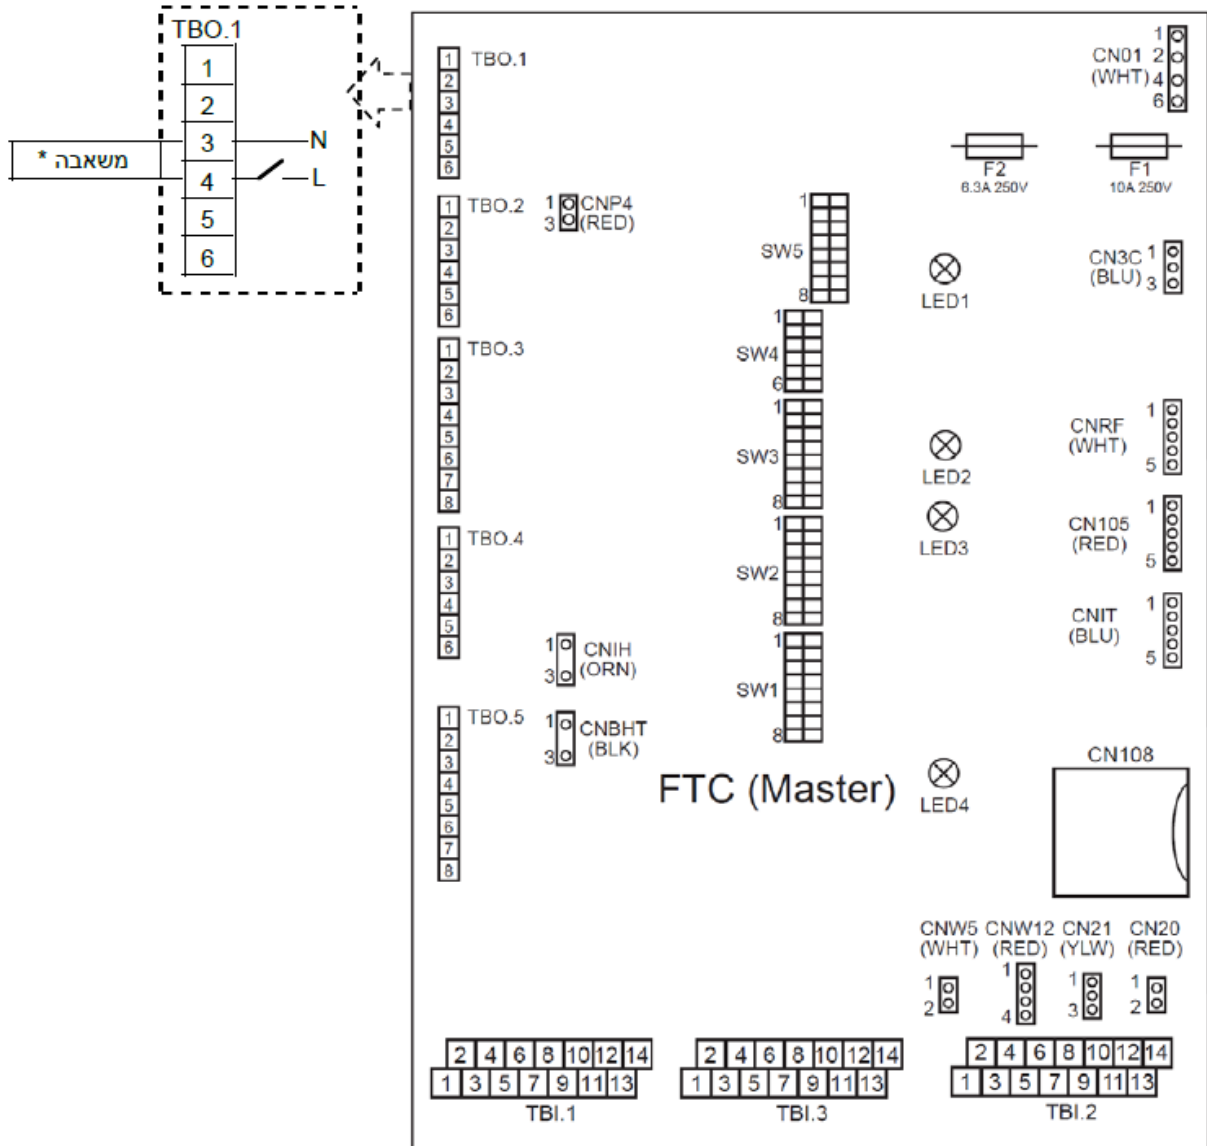 TBO.1
1
2
3
4
5
6
N
L
משאבה *
1 TBO.1
2
3
4
5
6
1 TBO.2
2
3
4
5
6
1 CNP4
3 (RED)
1 TBO.3
2
3
4
5
6
7
8
1 TBO.4
2
3
4
5
6
1 CNIH
3 (ORN)
1 TBO.5
2
3
4
5
6
7
8
1 CNBHT
3 (BLK)
1
SW5
8
1
SW4
6
1
SW3
8
1
SW2
8
1
SW1
8
FTC (Master)
1
CN01 2
(WHT) 4
6
F2
6.3A 250V
F1
10A 250V
LED1
CN3C 1
(BLU) 3
LED2
LED3
CNRF 1
(WHT)
5
1
CN105
(RED)
5
1
CNIT
(BLU)
5
LED4
CN108
CNW5 CNW12 CN21 CN20
(WHT) (RED) (YLW) (RED)
1 1 1 1
2 4 3 2
2 4 6 8 10 12 14
1 3 5 7 9 11 13
TBI.1
2 4 6 8 10 12 14
1 3 5 7 9 11 13
TBI.3
2 4 6 8 10 12 14
1 3 5 7 9 11 13
TBI.2